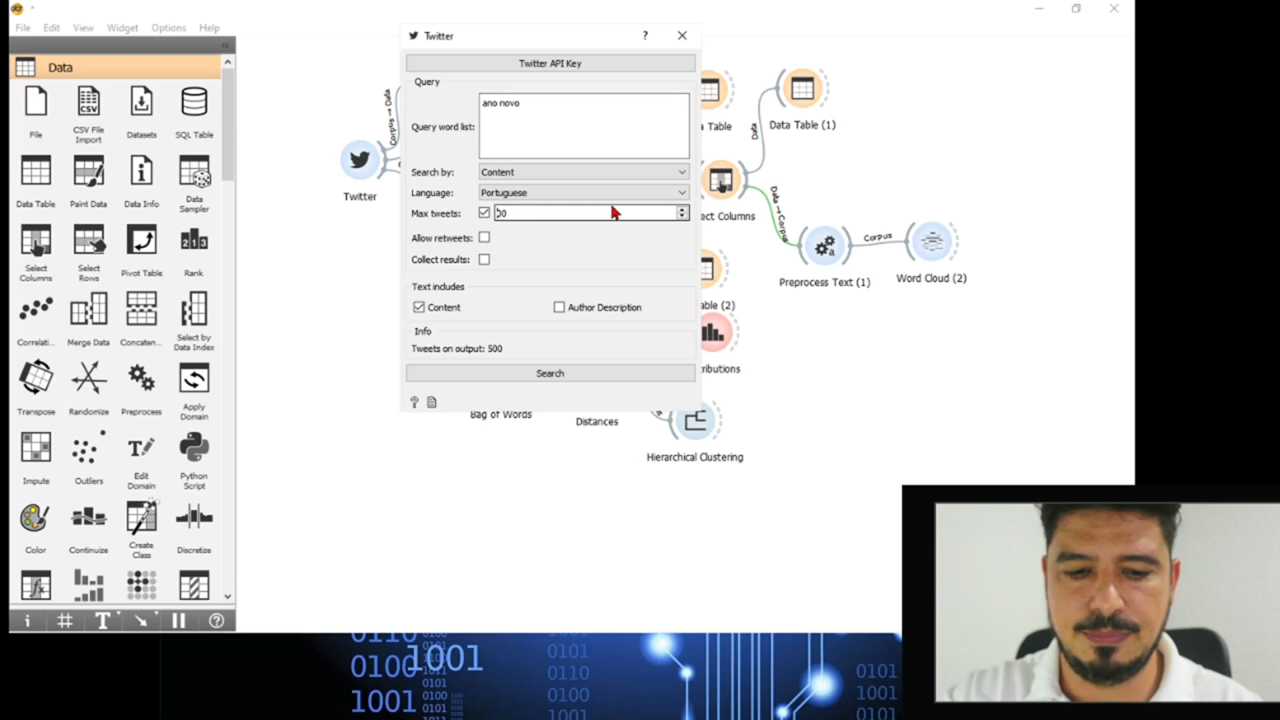 File Edit View Widget Options Help
Twitter
Twitter API Key
Query
ano novo
Query word list:
Search by: Content
Language: Portuguese
Max tweets: 00
Allow retweets:
Collect results:
Text includes
Content
Author Description
Info
Tweets on output: 500
Search
Data
File
CSV File
Import
Datasets
SQL Table
Data Table
Paint Data
Data Info
Data
Sampler
Select
Columns
Select
Rows
Pivot Table
Rank
Correlati...
Merge Data
Concaten...
Select by
Data Index
Transpose
Randomize
Preprocess
Apply
Domain
Impute
Outliers
Edit
Domain
Python
Script
Color
Continuize
Create
Class
Discretize
Twitter
Corpus → Data
Table
Data Table (1)
Data
ect Columns
Data → Corpus
Preprocess Text (1)
Corpus
Word Cloud (2)
able (2)
ributions
Bag of Words
Distances
Hierarchical Clustering
0110
0100
1001
1001
0100
0101
0110
0100
1001
0101
1001
0101